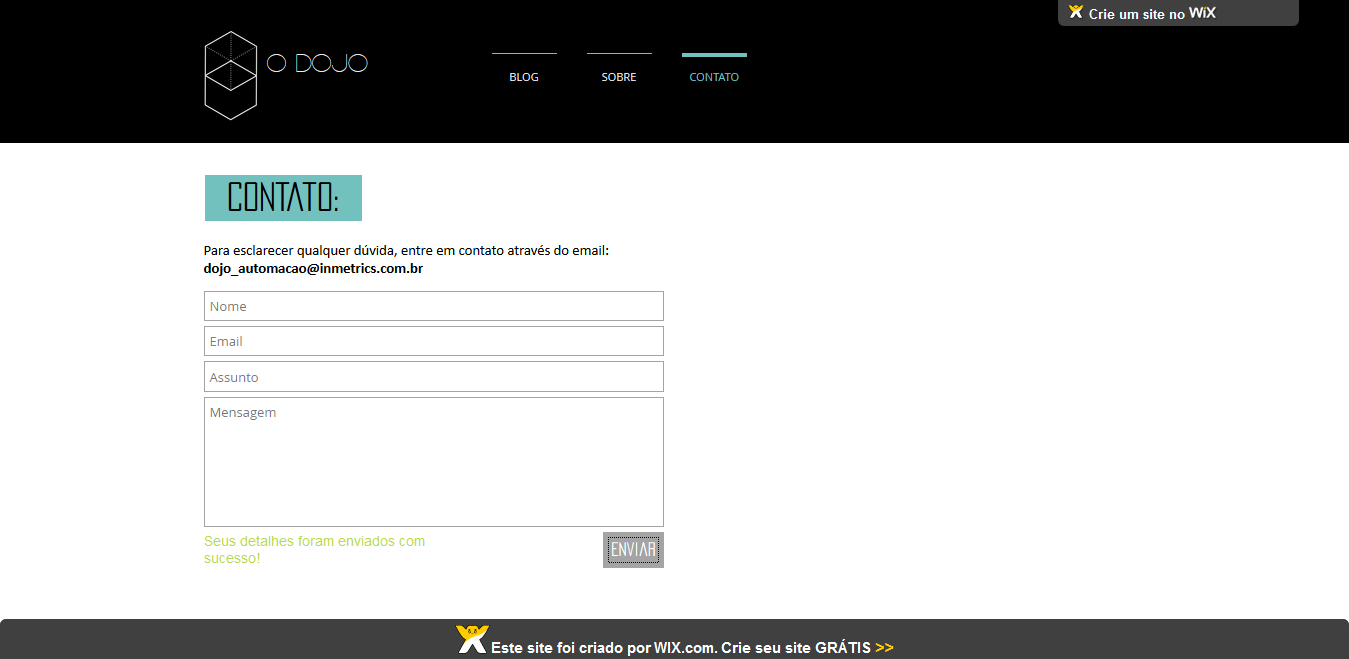 Crie um site no WiX
O DOJO
BLOG
SOBRE
CONTATO
CONTATO:
Para esclarecer qualquer dúvida, entre em contato através do email:
dojo_automacao@inmetrics.com.br
Nome
Email
Assunto
Mensagem
Seus detalhes foram enviados com
sucesso!
ENVIAR
Este site foi criado por WIX.com. Crie seu site GRÁTIS >>